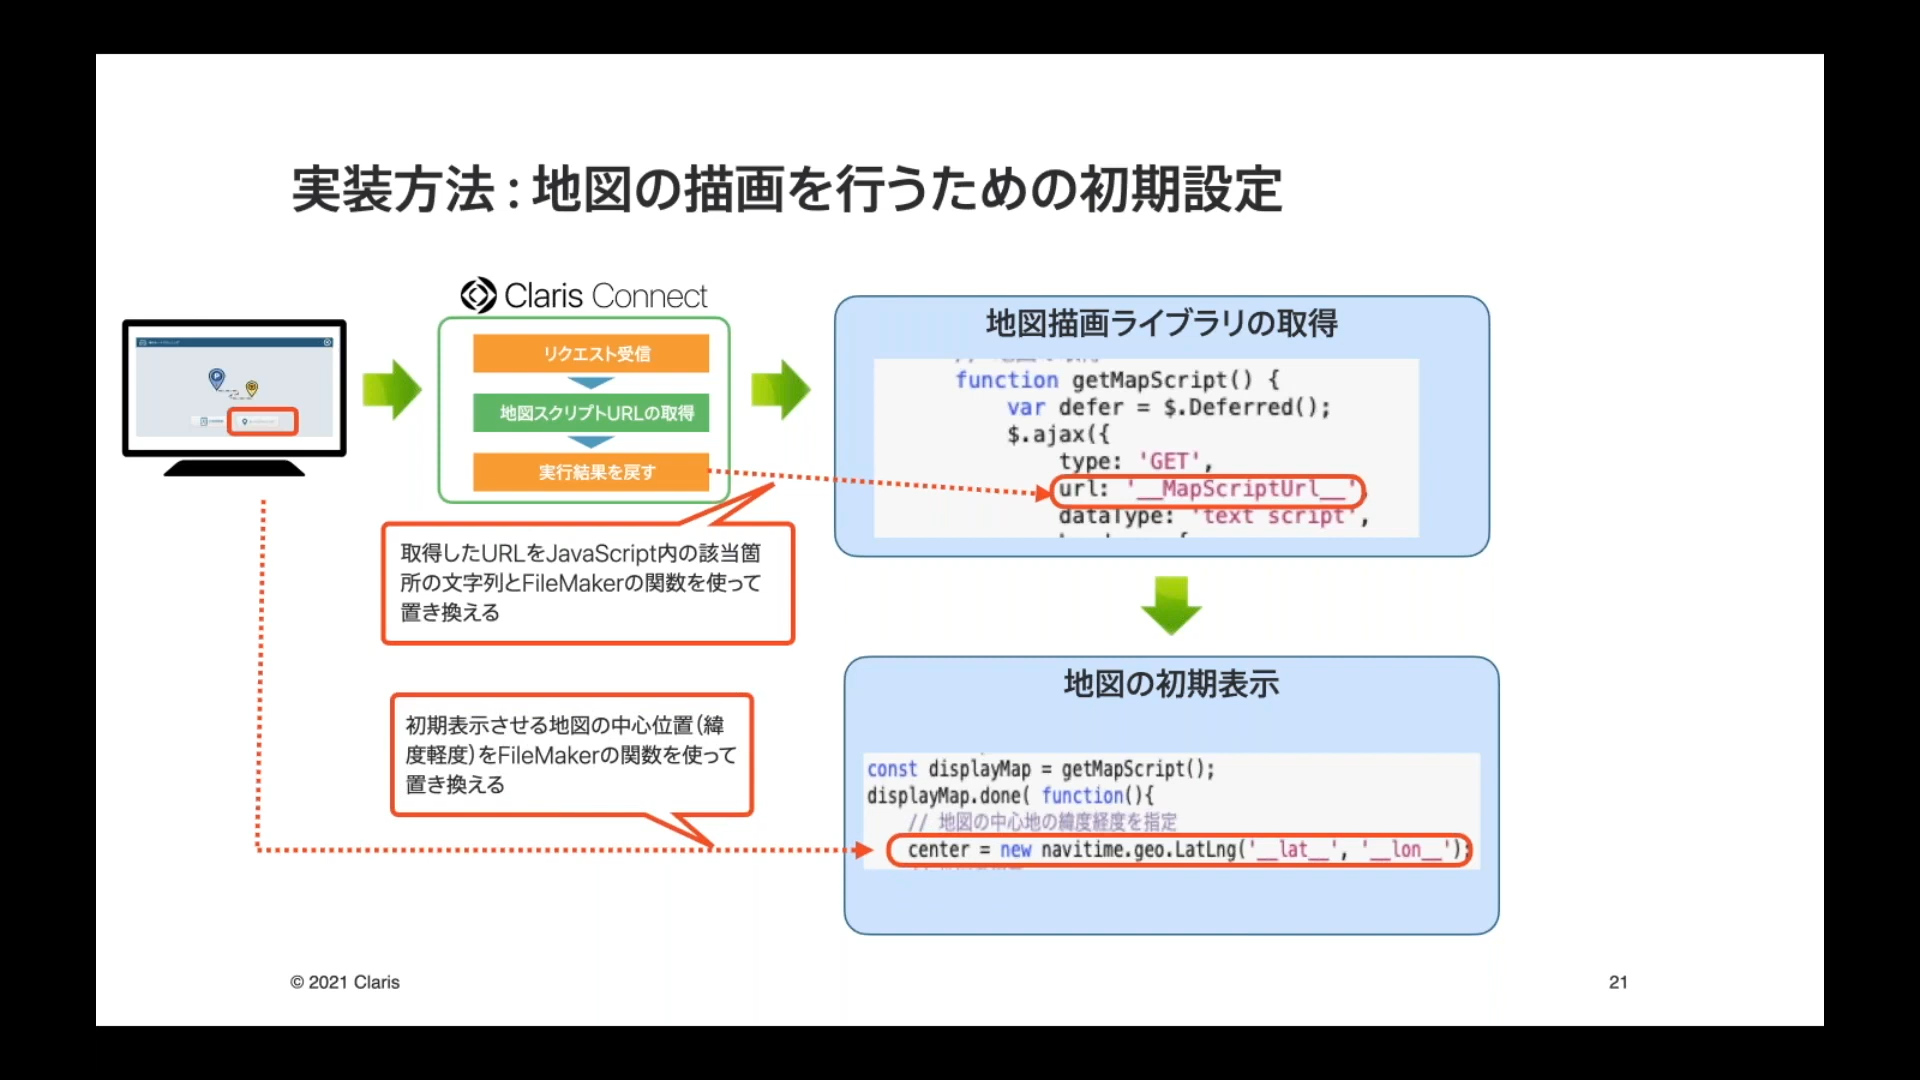 実装方法 : 地図の描画を行うための初期設定
Claris Connect
リクエスト受信
地図スクリプトURLの取得
実行結果を戻す
取得したURLをJavaScript内の該当箇
所の文字列とFileMakerの関数を使って
置き換える
地図描画ライブラリの取得
function getMapScript() {
var defer = $.Deferred();
$.ajax({
type: 'GET',
url: '__MapScriptUrl__',
dataType: 'text script',
初期表示させる地図の中心位置(緯
度軽度)をFileMakerの関数を使って
置き換える
地図の初期表示
const displayMap = getMapScript();
displayMap.done( function(){
// 地図の中心地の緯度経度を指定
center = new navitime.geo.LatLng('__lat__', '__lon__');
© 2021 Claris
21